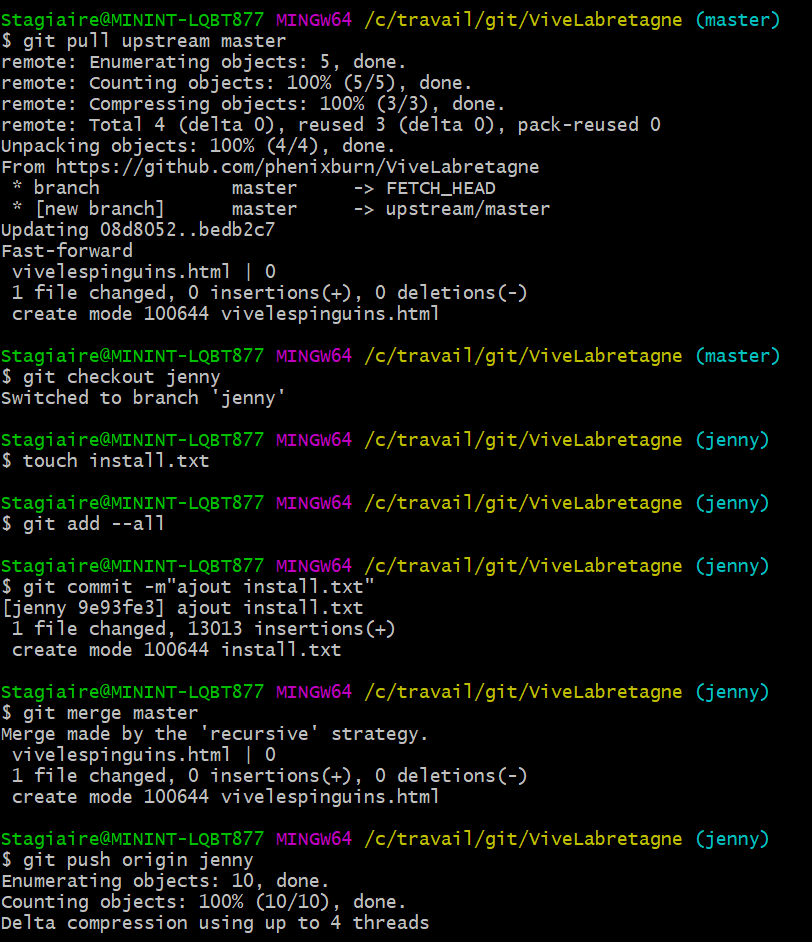 Stagiaire@MININT-LQBT877 MINGW64 /c/travail/git/ViveLabretagne (master)
$ git pull upstream master
remote: Enumerating objects: 5, done.
remote: Counting objects: 100% (5/5), done.
remote: Compressing objects: 100% (3/3), done.
remote: Total 4 (delta 0), reused 3 (delta 0), pack-reused 0
Unpacking objects: 100% (4/4), done.
From https://github.com/phenixburn/ViveLabretagne
 * branch            master     -> FETCH_HEAD
 * [new branch]      master     -> upstream/master
Updating 08d8052..bedb2c7
Fast-forward
 vivelespinguins.html | 0
 1 file changed, 0 insertions(+), 0 deletions(-)
 create mode 100644 vivelespinguins.html
Stagiaire@MININT-LQBT877 MINGW64 /c/travail/git/ViveLabretagne (master)
$ git checkout jenny
Switched to branch 'jenny'
Stagiaire@MININT-LQBT877 MINGW64 /c/travail/git/ViveLabretagne (jenny)
$ touch install.txt
Stagiaire@MININT-LQBT877 MINGW64 /c/travail/git/ViveLabretagne (jenny)
$ git add --all
Stagiaire@MININT-LQBT877 MINGW64 /c/travail/git/ViveLabretagne (jenny)
$ git commit -m"ajout install.txt"
[jenny 9e93fe3] ajout install.txt
 1 file changed, 13013 insertions(+)
 create mode 100644 install.txt
Stagiaire@MININT-LQBT877 MINGW64 /c/travail/git/ViveLabretagne (jenny)
$ git merge master
Merge made by the 'recursive' strategy.
 vivelespinguins.html | 0
 1 file changed, 0 insertions(+), 0 deletions(-)
 create mode 100644 vivelespinguins.html
Stagiaire@MININT-LQBT877 MINGW64 /c/travail/git/ViveLabretagne (jenny)
$ git push origin jenny
Enumerating objects: 10, done.
Counting objects: 100% (10/10), done.
Delta compression using up to 4 threads